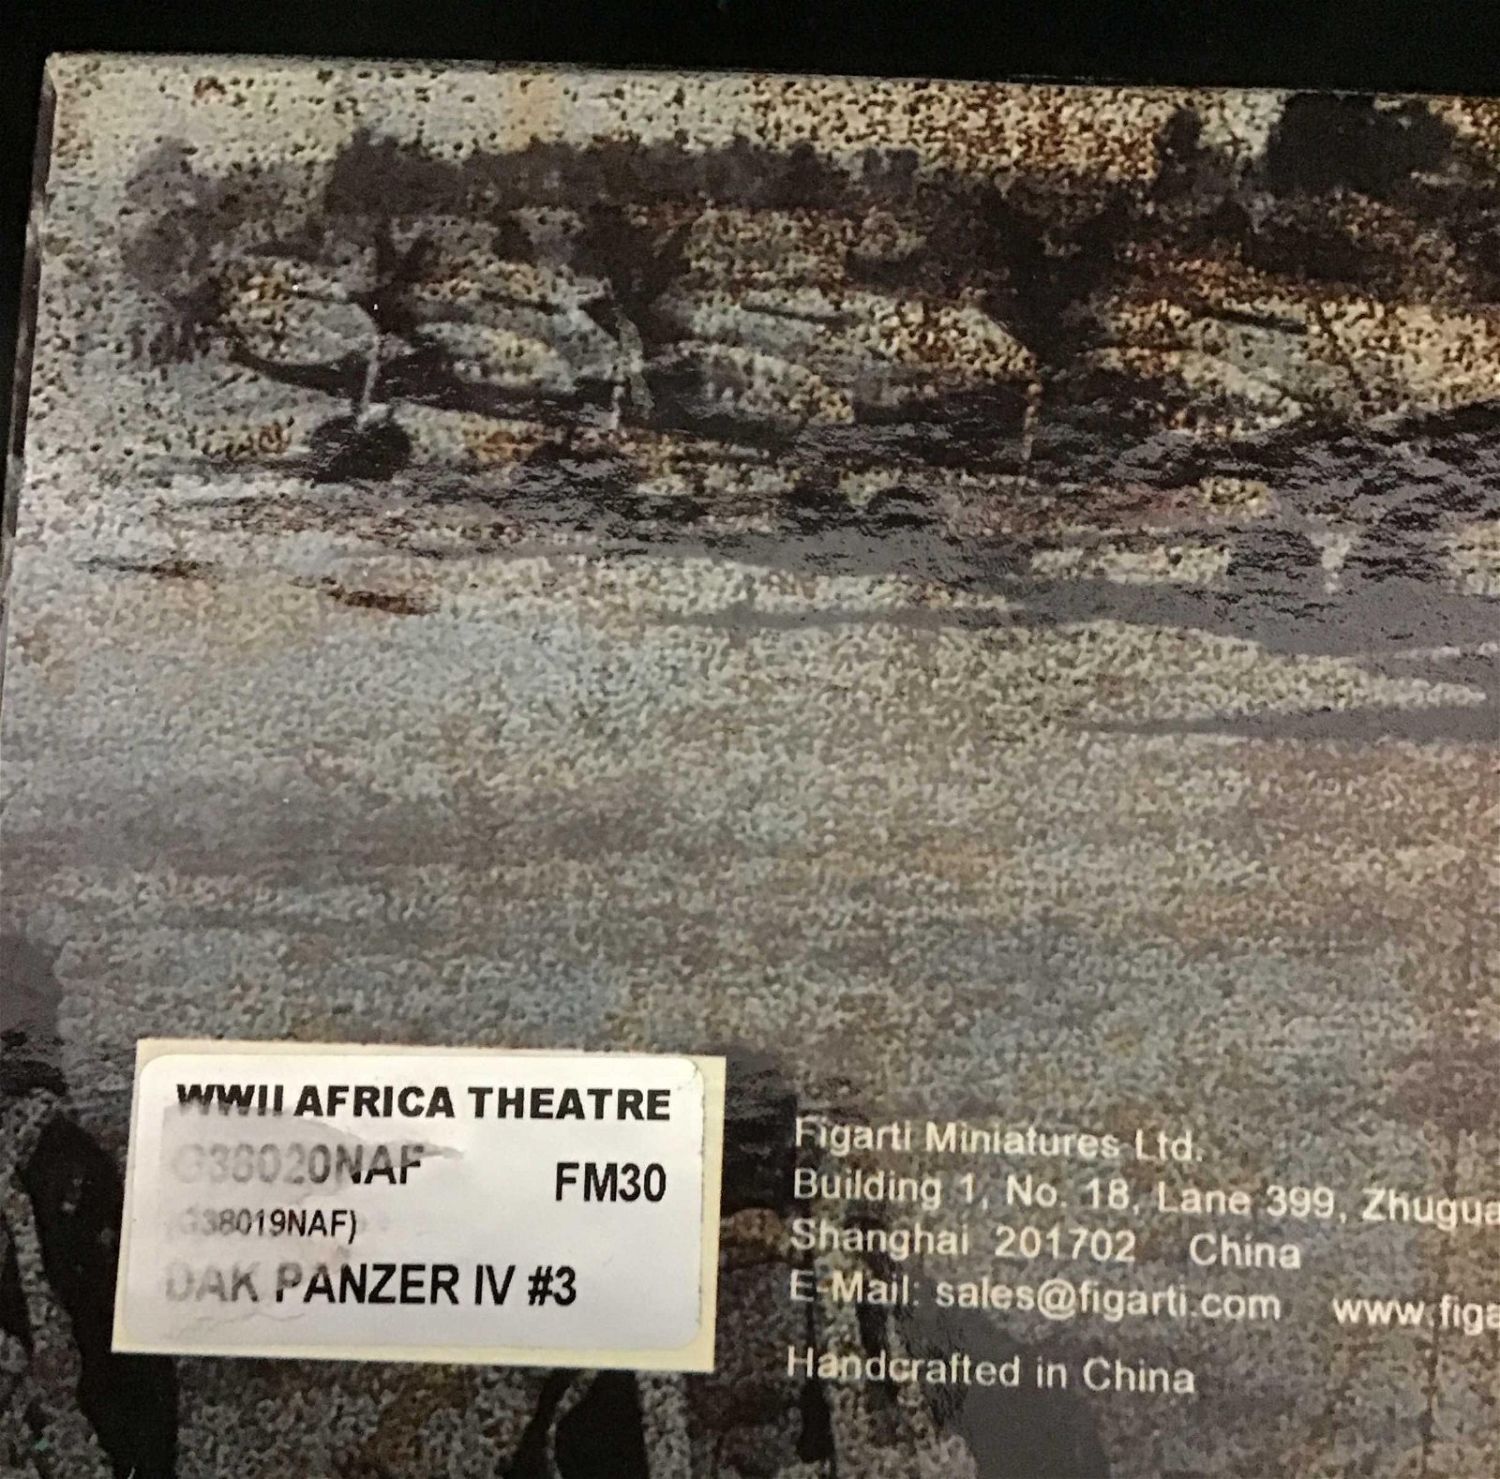 WWII AFRICA THEATRE
G38020NAF FM30
(G38019NAF)
DAK PANZER IV #3
Figarti Miniatures Ltd.
Building 1, No. 18, Lane 399,
Shanghai 201702 China
E-Mail: sales@figarti.com
Handcrafted in China